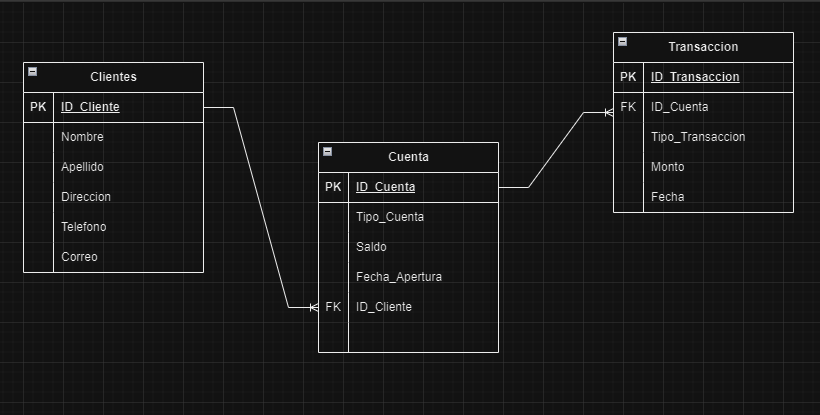 Clientes
PK ID_Cliente
Nombre
Apellido
Direccion
Telefono
Correo
Cuenta
PK ID_Cuenta
Tipo_Cuenta
Saldo
Fecha_Apertura
FK ID_Cliente
Transaccion
PK ID_Transaccion
FK ID_Cuenta
Tipo_Transaccion
Monto
Fecha